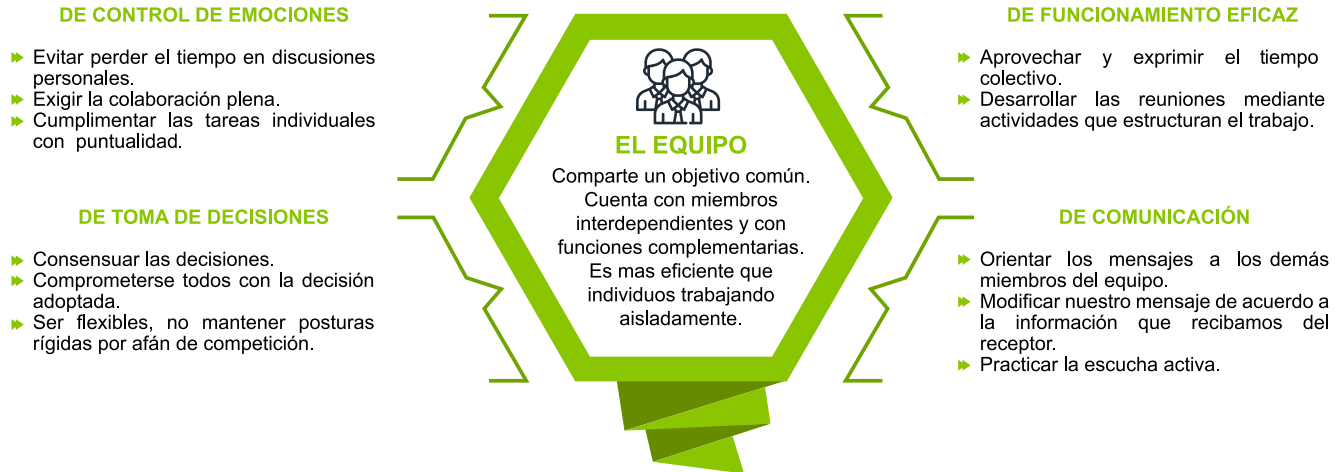 DE CONTROL DE EMOCIONES
Evitar perder el tiempo en discusiones
personales.
Exigir la colaboración plena.
Cumplimentar las tareas individuales
con puntualidad.
DE TOMA DE DECISIONES
Consensuar las decisiones.
Comprometerse todos con la decisión
adoptada.
Ser flexibles, no mantener posturas
rígidas por afán de competición.
EL EQUIPO
Comparte un objetivo común.
Cuenta con miembros
interdependientes y con
funciones complementarias.
Es mas eficiente que
individuos trabajando
aisladamente.
DE FUNCIONAMIENTO EFICAZ
Aprovechar y exprimir el tiempo
colectivo.
Desarrollar las reuniones mediante
actividades que estructuran el trabajo.
DE COMUNICACIÓN
Orientar los mensajes a los demás
miembros del equipo.
Modificar nuestro mensaje de acuerdo a
la información que recibamos del
receptor.
Practicar la escucha activa.